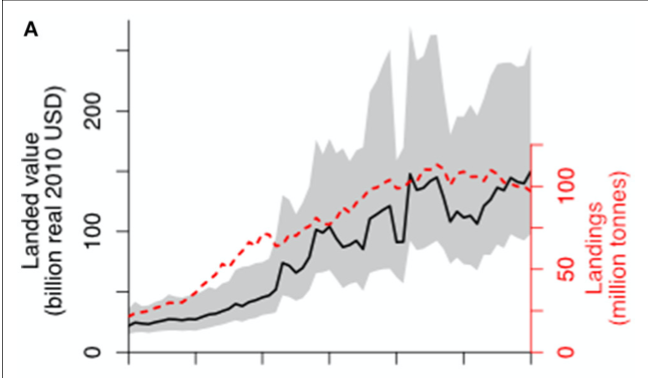 A
Landed value
(billion real 2010 USD)
200
100
0
100
50
0
Landings
(million tonnes)